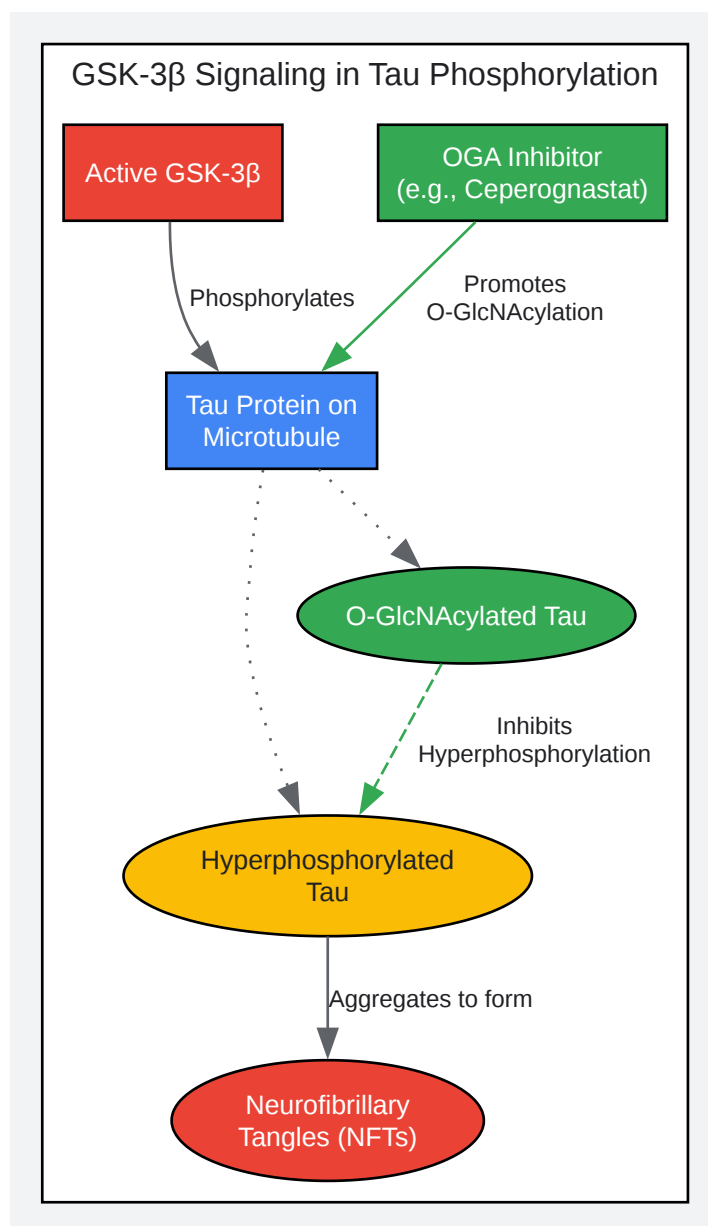 GSK-3β Signaling in Tau Phosphorylation
Active GSK-3β
OGA Inhibitor
(e.g., Ceperognastat)
Phosphorylates
Promotes
O-GlcNAcylation
Tau Protein on
Microtubule
O-GlcNAcylated Tau
Inhibits
Hyperphosphorylation
Hyperphosphorylated
Tau
Aggregates to form
Neurofibrillary
Tangles (NFTs)